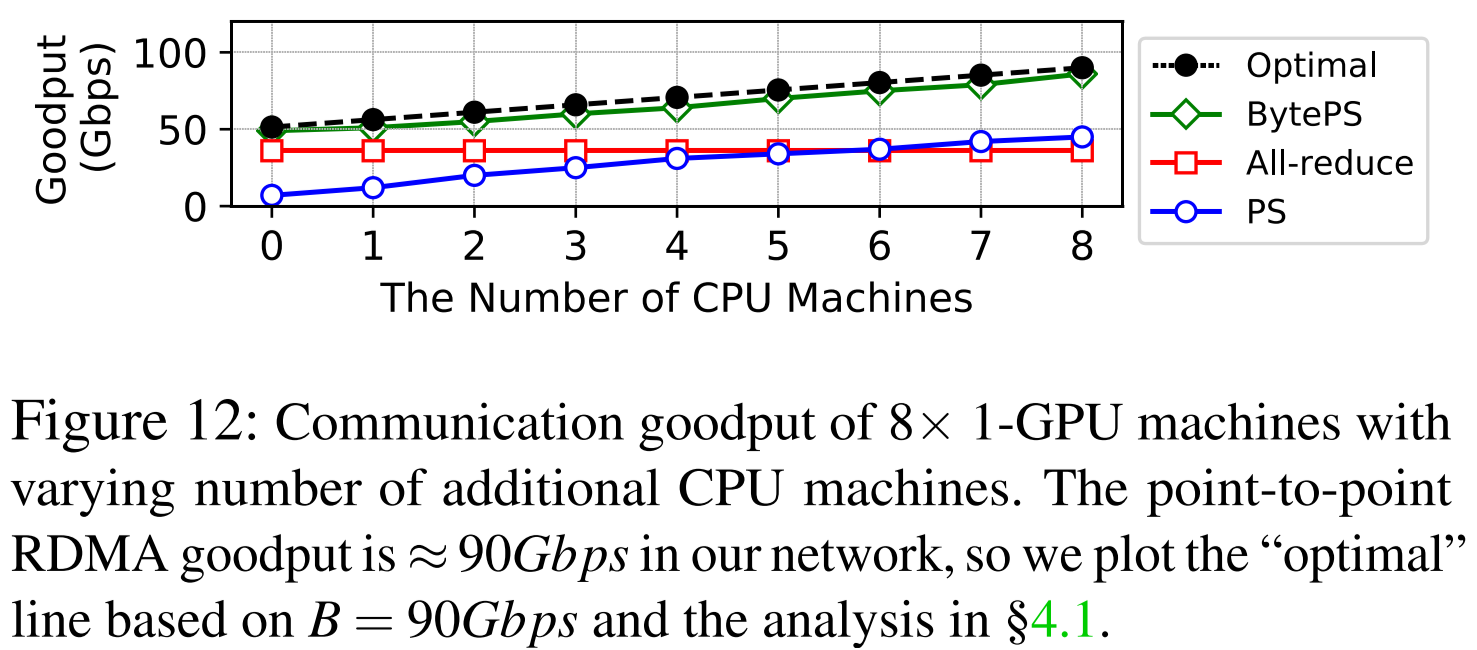 Goodput
(Gbps)
100
50
0
0 1 2 3 4 5 6 7 8
The Number of CPU Machines
Optimal
BytePS
All-reduce
PS
Figure 12: Communication goodput of 8× 1-GPU machines with
varying number of additional CPU machines. The point-to-point
RDMA goodput is ≈ 90Gbps in our network, so we plot the “optimal”
line based on B = 90Gbps and the analysis in §4.1.